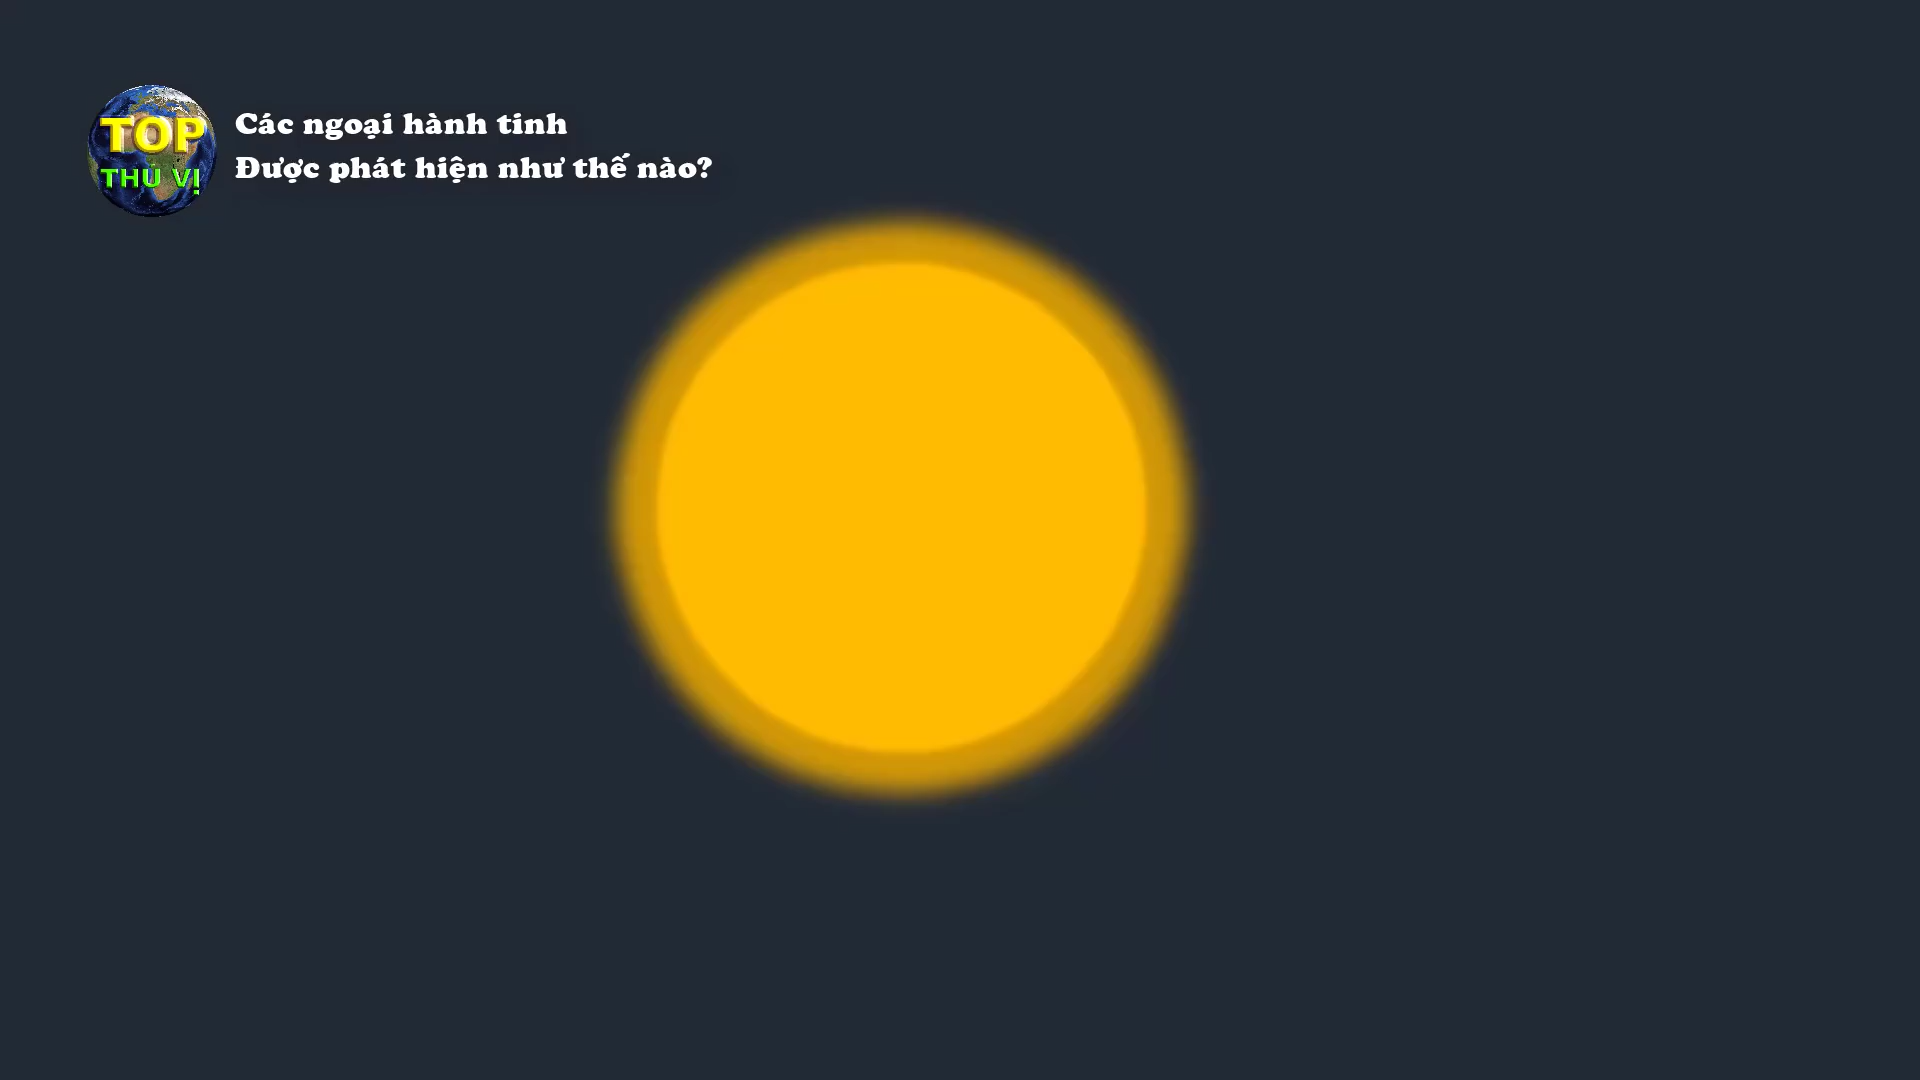 TOP
THÚ VỊ
Các ngoại hành tinh
Được phát hiện như thế nào?